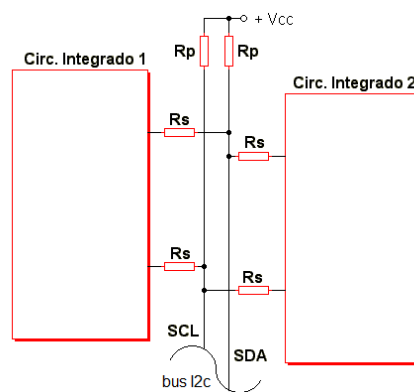 + Vcc
Rp Rp
Circ. Integrado 1
Circ. Integrado 2
Rs
Rs
Rs
Rs
SCL
SDA
bus I2c